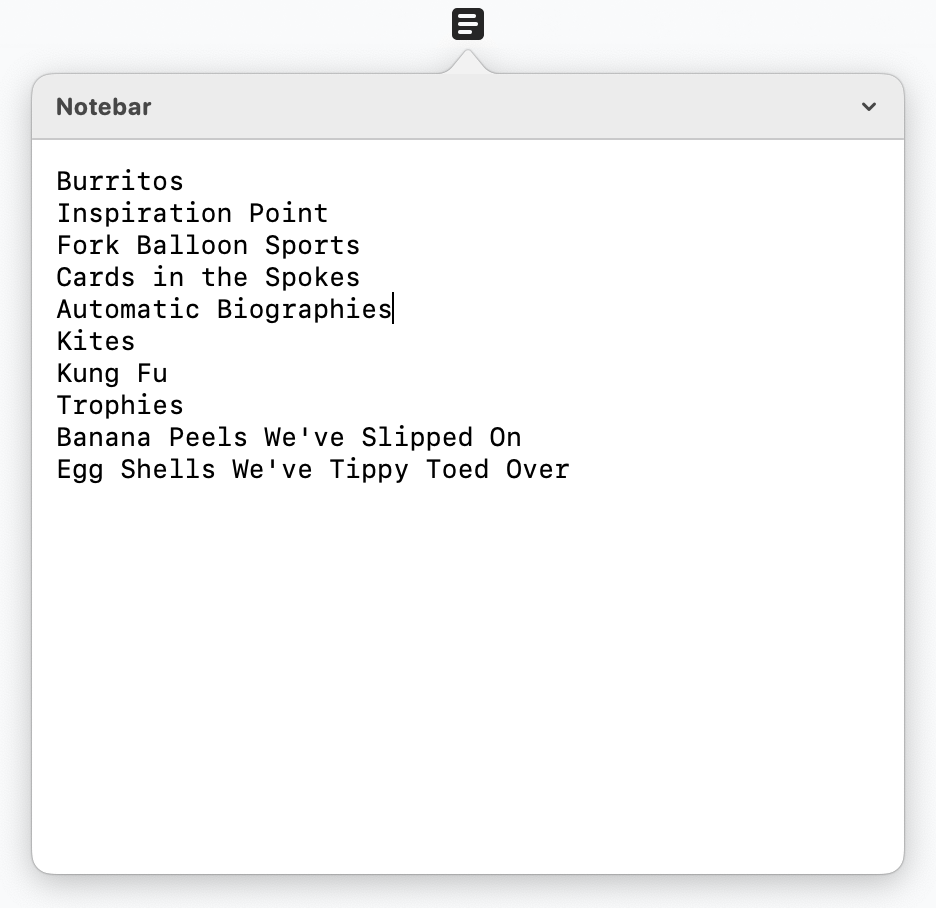 Notebar
Burritos
Inspiration Point
Fork Balloon Sports
Cards in the Spokes
Automatic Biographies
Kites
Kung Fu
Trophies
Banana Peels We've Slipped On
Egg Shells We've Tippy Toed Over